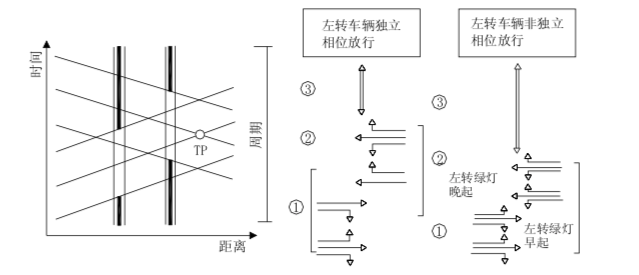 时间
TP
周期
距离
左转车辆独立
相位放行
③
②
①
左转车辆非独立
相位放行
③
②
左转绿灯
晚起
①
左转绿灯
早起